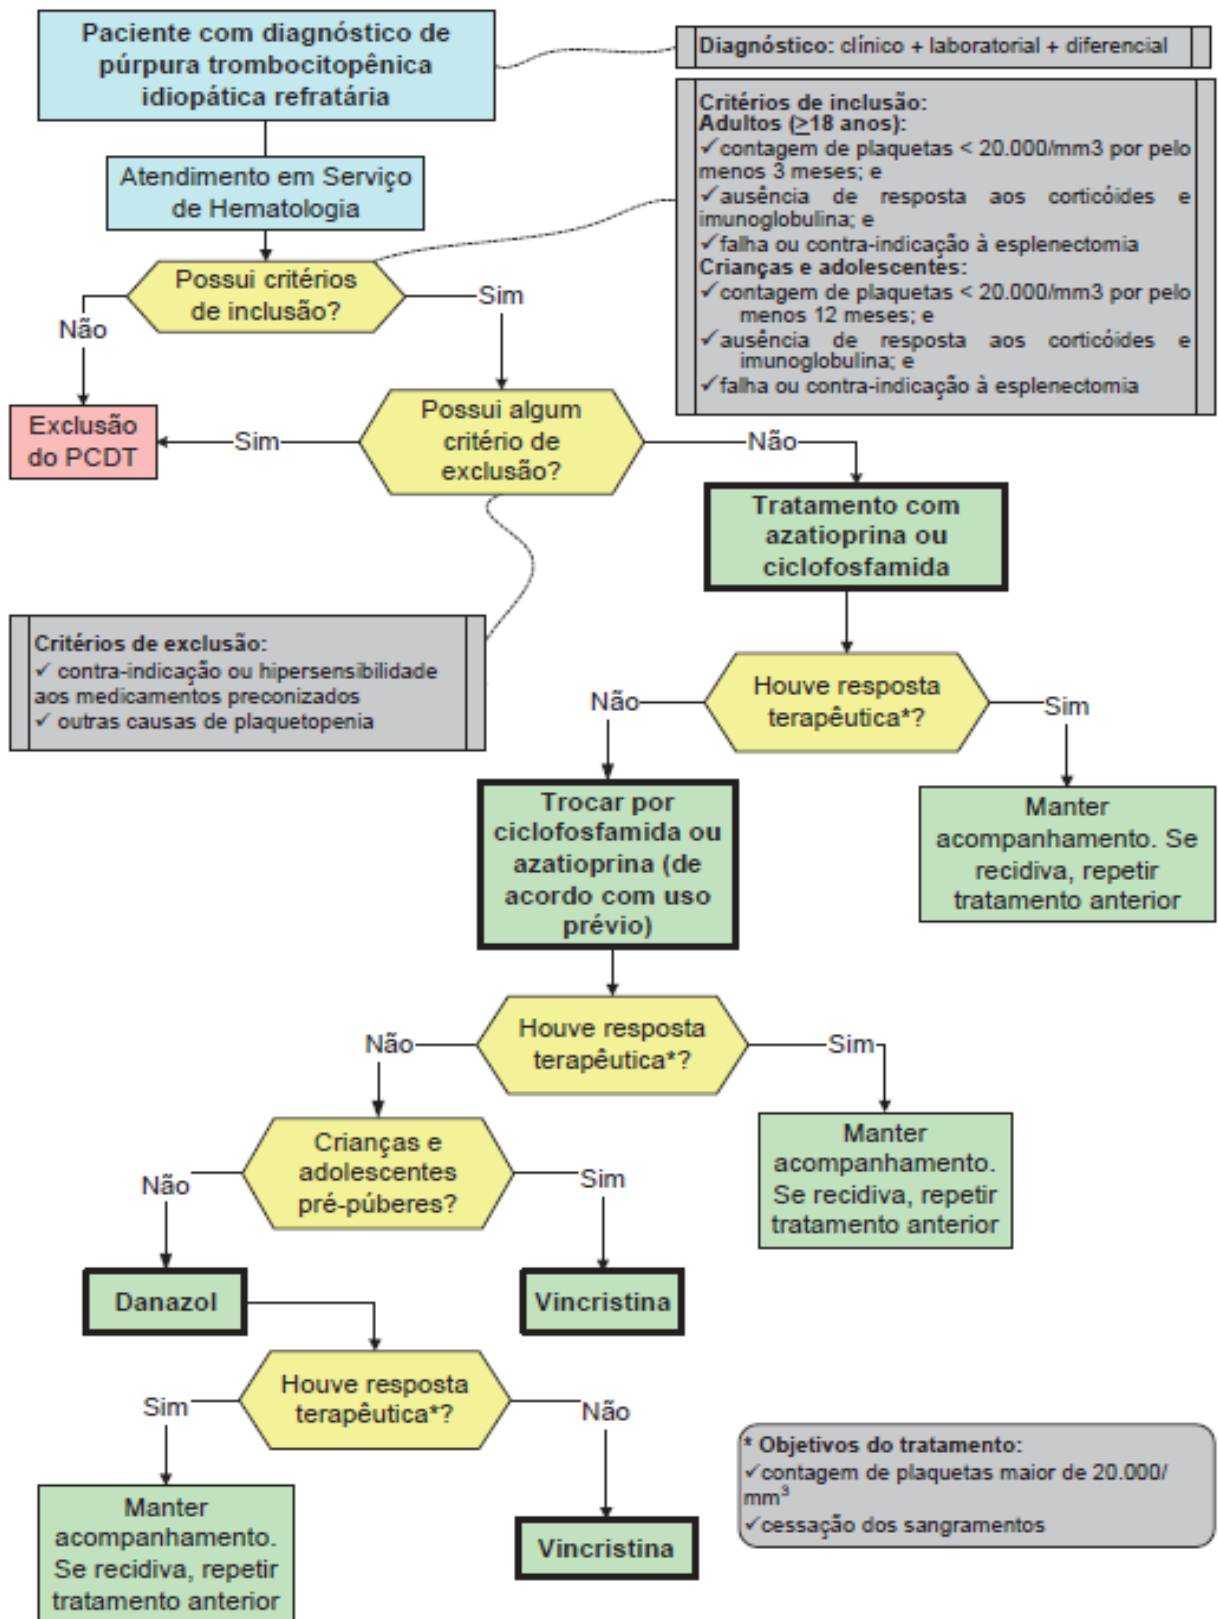 Paciente com diagnóstico de
púrpura trombocitopênica
idiopática refratária
Diagnóstico: clínico + laboratorial + diferencial
Atendimento em Serviço
de Hematologia
Critérios de inclusão:
Adultos (≥18 anos):
✓contagem de plaquetas < 20.000/mm3 por pelo
menos 3 meses; e
✓ausência de resposta aos corticóides e
imunoglobulina; e
✓falha ou contra-indicação à esplenectomia
Crianças e adolescentes:
✓contagem de plaquetas < 20.000/mm3 por pelo
menos 12 meses; e
✓ausência de resposta aos corticóides e
imunoglobulina; e
✓falha ou contra-indicação à esplenectomia
Possui critérios
de inclusão?
Não
Sim
Exclusão
do PCDT
Sim
Possui algum
critério de
exclusão?
Não
Tratamento com
azatioprina ou
ciclofosfamida
Critérios de exclusão:
✓ contra-indicação ou hipersensibilidade
aos medicamentos preconizados
✓ outras causas de plaquetopenia
Houve resposta
terapêutica*?
Não
Sim
Trocar por
ciclofosfamida ou
azatioprina (de
acordo com uso
prévio)
Manter
acompanhamento. Se
recidiva, repetir
tratamento anterior
Houve resposta
terapêutica*?
Não
Sim
Crianças e
adolescentes
pré-púberes?
Manter
acompanhamento.
Se recidiva, repetir
tratamento anterior
Não
Sim
Danazol
Vincristina
Houve resposta
terapêutica*?
Sim
Não
Manter
acompanhamento.
Se recidiva, repetir
tratamento anterior
Vincristina
* Objetivos do tratamento:
✓contagem de plaquetas maior de 20.000/
mm³
✓cessação dos sangramentos